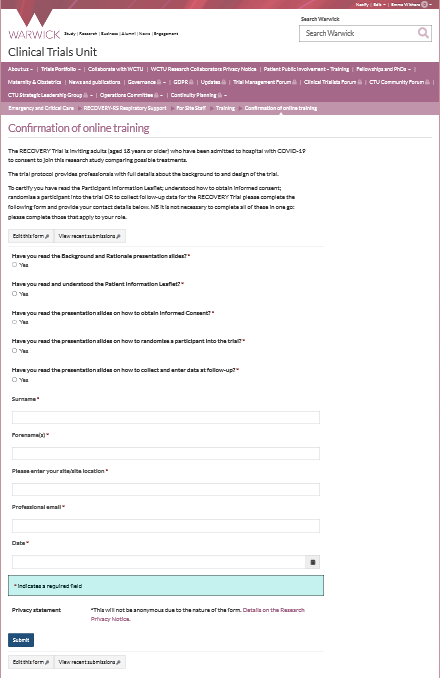 Notify | Edit | Emma Withers
WARWICK
Study | Research | Business | Alumni | News | Engagement
Search Warwick
Search Warwick
Clinical Trials Unit
About us | Trials Portfolio | Collaborate with WCTU | WCTU Research Collaborators Privacy Notice | Patient Public Involvement - Training | Fellowships and PhDs |
Maternity & Obstetrics | News and publications | Governance | GDPR | Updates | Trial Management Forum | Clinical Trialists Forum | CTU Community Forum |
CTU Strategic Leadership Group | Operations Committee | Continuity Planning
Emergency and Critical Care RECOVERY-RS Respiratory Support For Site Staff Training Confirmation of online training
Confirmation of online training
The RECOVERY Trial is inviting adults (aged 18 years or older) who have been admitted to hospital with COVID-19
to consent to join this research study comparing possible treatments.
The trial protocol provides professionals with full details about the background to and design of the trial.
To certify you have read the Participant Information Leaflet; understood how to obtain informed consent;
randomise a participant into the trial OR to collect follow-up data for the RECOVERY Trial please complete the
following form and provide your contact details below. NB it is not necessary to complete all of these in one go;
please complete those that apply to your role.
Edit this form View recent submissions
Have you read the Background and Rationale presentation slides? *
Yes
Have you read and understood the Patient Information Leaflet? *
Yes
Have you read the presentation slides on how to obtain Informed Consent? *
Yes
Have you read the presentation slides on how to randomise a participant into the trial? *
Yes
Have you read the presentation slides on how to collect and enter data at follow-up? *
Yes
Surname *
Forename(s) *
Please enter your site/site location *
Professional email *
Date *
* indicates a required field
Privacy statement *This will not be anonymous due to the nature of the form. Details on the Research
Privacy Notice.
Submit
Edit this form View recent submissions